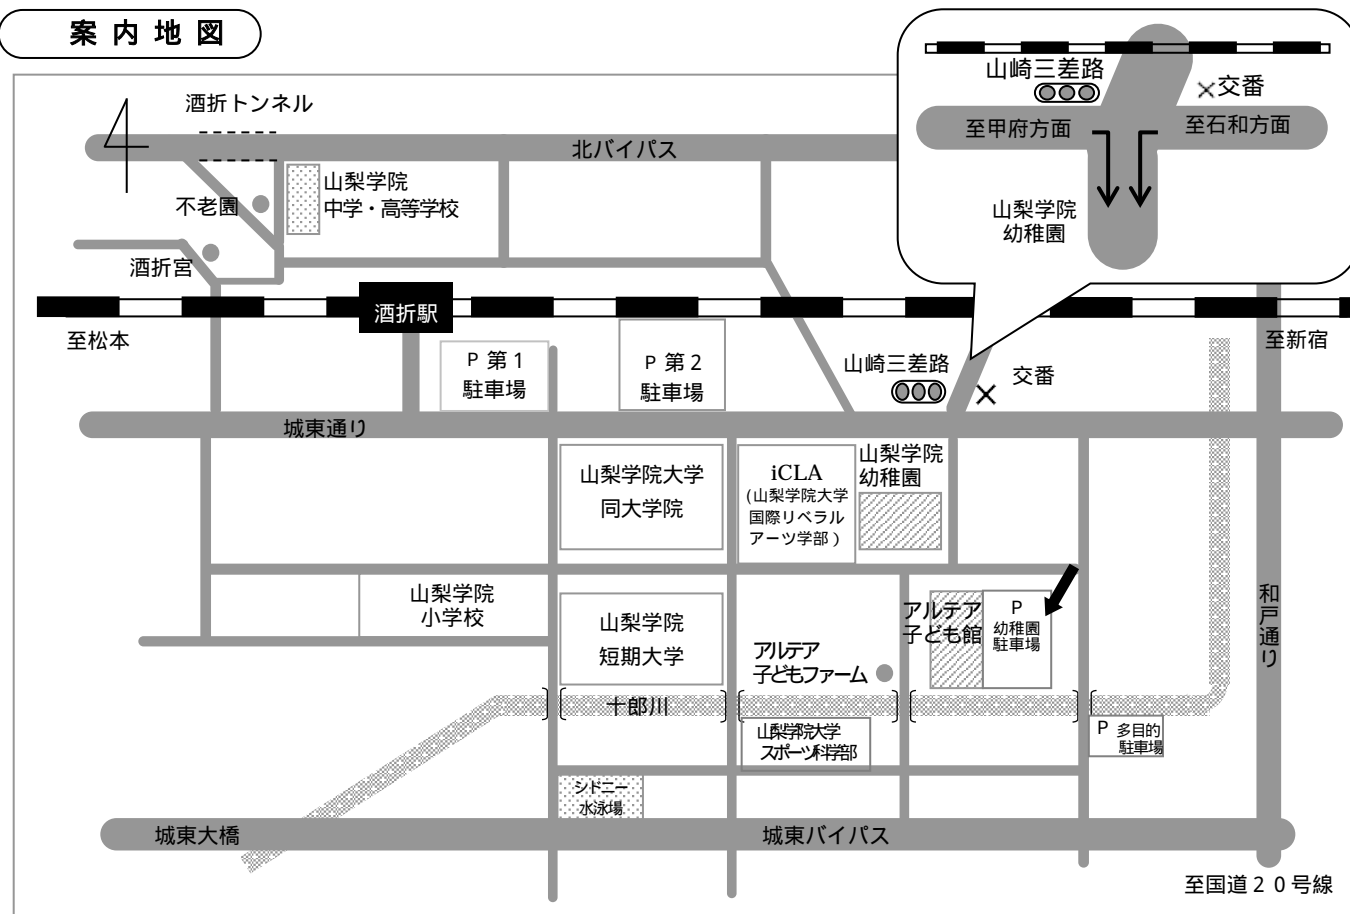 案内地図
山崎三差路
交番
至甲府方面
至石和方面
山梨学院
幼稚園
酒折トンネル
北バイパス
山梨学院
中学・高等学校
不老園
酒折宮
酒折駅
至松本
至新宿
P 第1
駐車場
P 第2
駐車場
山崎三差路
交番
城東通り
山梨学院大学
同大学院
iCLA
(山梨学院大学
国際リベラル
アーツ学部）
山梨学院
幼稚園
山梨学院
小学校
山梨学院
短期大学
アルテア
子どもファーム
アルテア
子ども館
P
幼稚園
駐車場
和戸通り
十郎川
山梨学院大学
スポーツ科学部
P 多目的
駐車場
シドニー
水泳場
城東大橋
城東バイパス
至国道２０号線